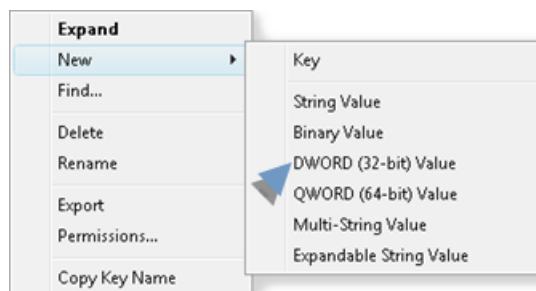 Expand
New
Find...
Delete
Rename
Export
Permissions...
Copy Key Name
Key
String Value
Binary Value
DWORD (32-bit) Value
QWORD (64-bit) Value
Multi-String Value
Expandable String Value